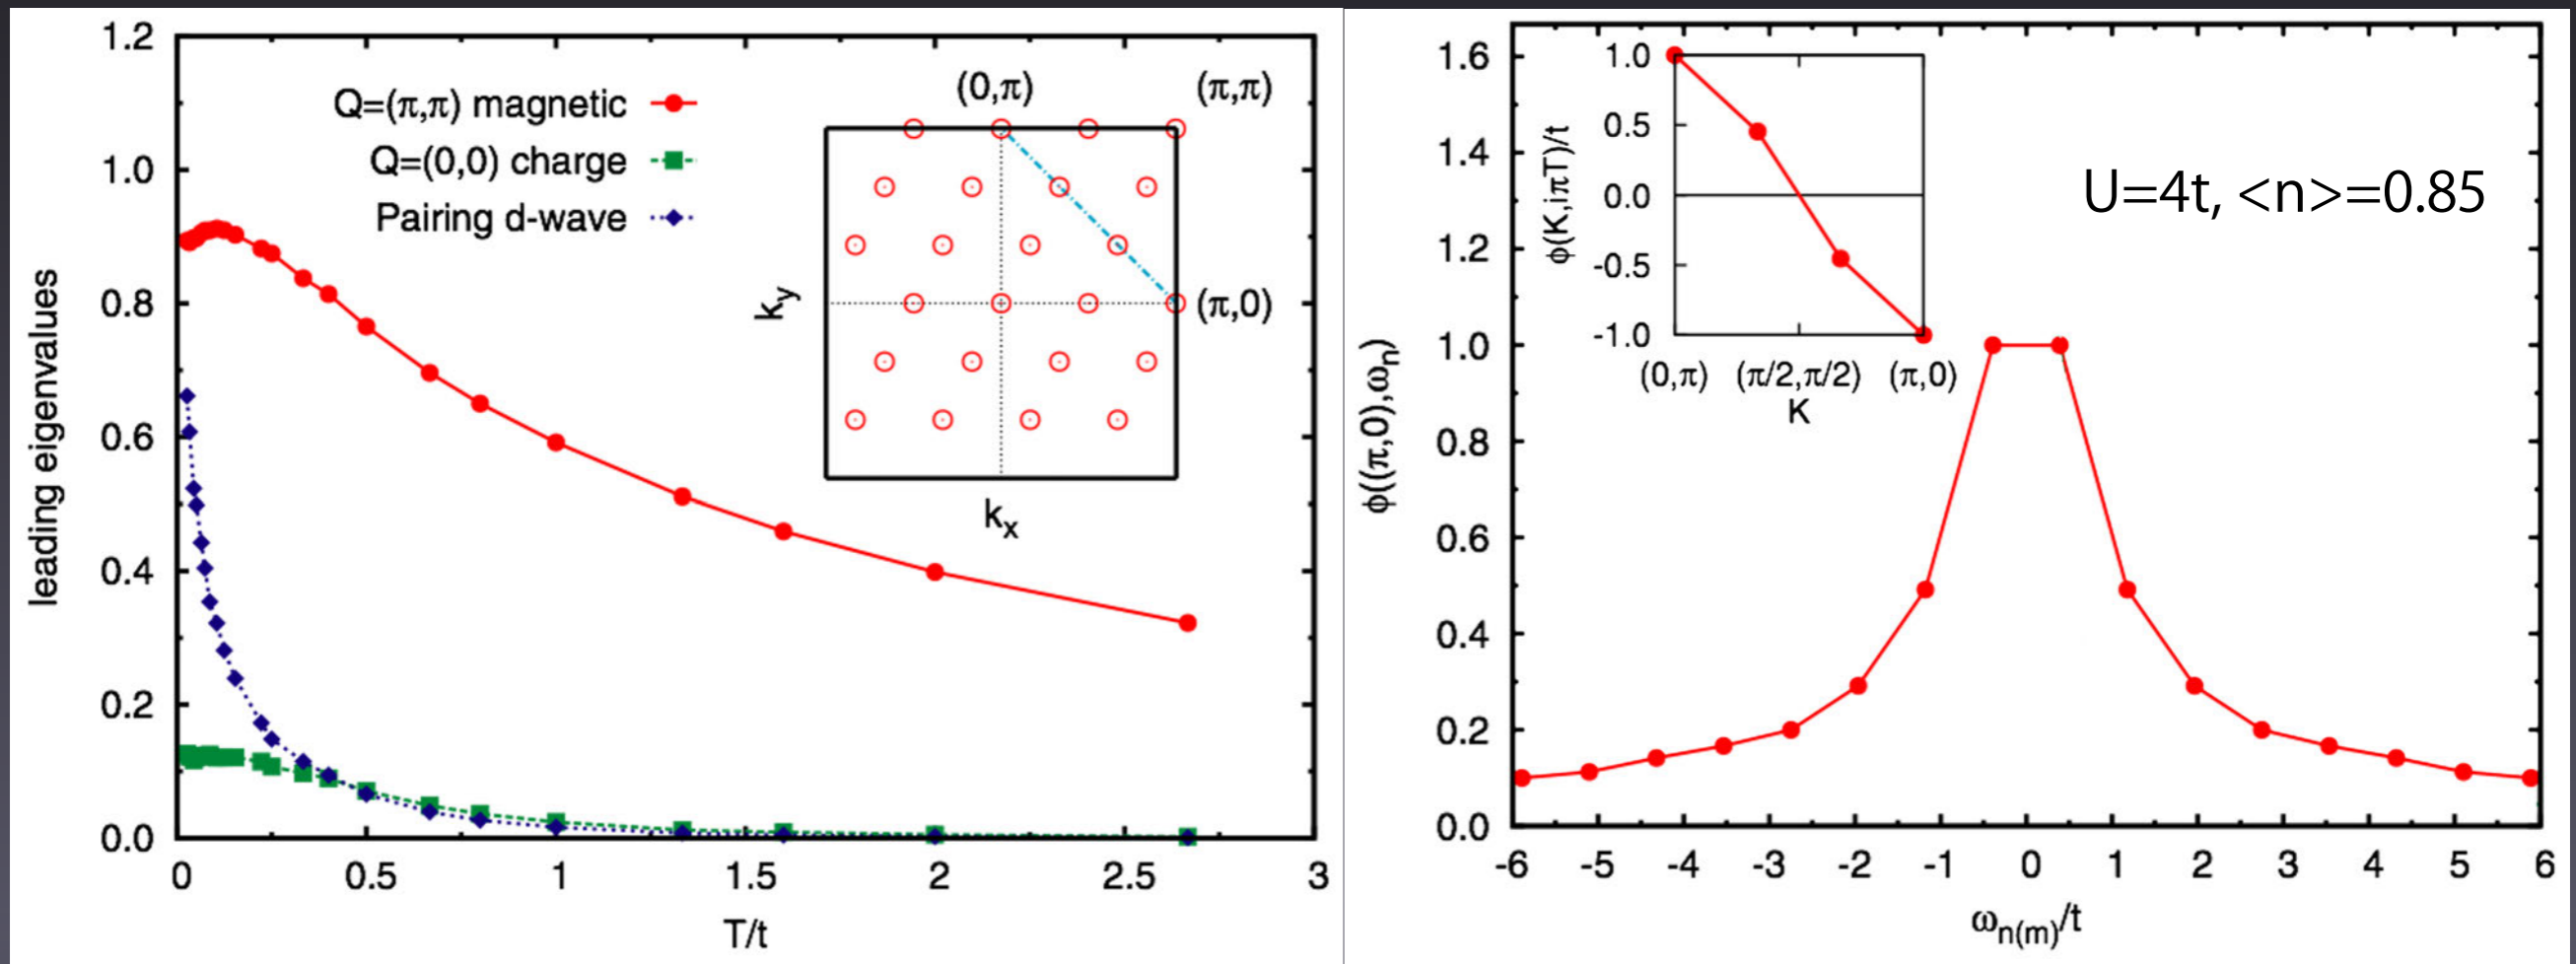 1.2
1.0
0.8
0.6
0.4
0.2
0.0
leading eigenvalues
Q=(π,π) magnetic
Q=(0,0) charge
Pairing d-wave
(0,π) (π,π)
(π,0)
k_y
k_x
0 0.5 1 1.5 2 2.5 3
T/t
1.6
1.4
1.2
1.0
0.8
0.6
0.4
0.2
0.0
ϕ((π,0),ω_n)
1.0
0.5
0.0
-0.5
-1.0
ϕ(K,iπT)/t
(0,π) (π/2,π/2) (π,0)
K
U=4t, <n>=0.85
-6 -5 -4 -3 -2 -1 0 1 2 3 4 5 6
ω_n(m)/t